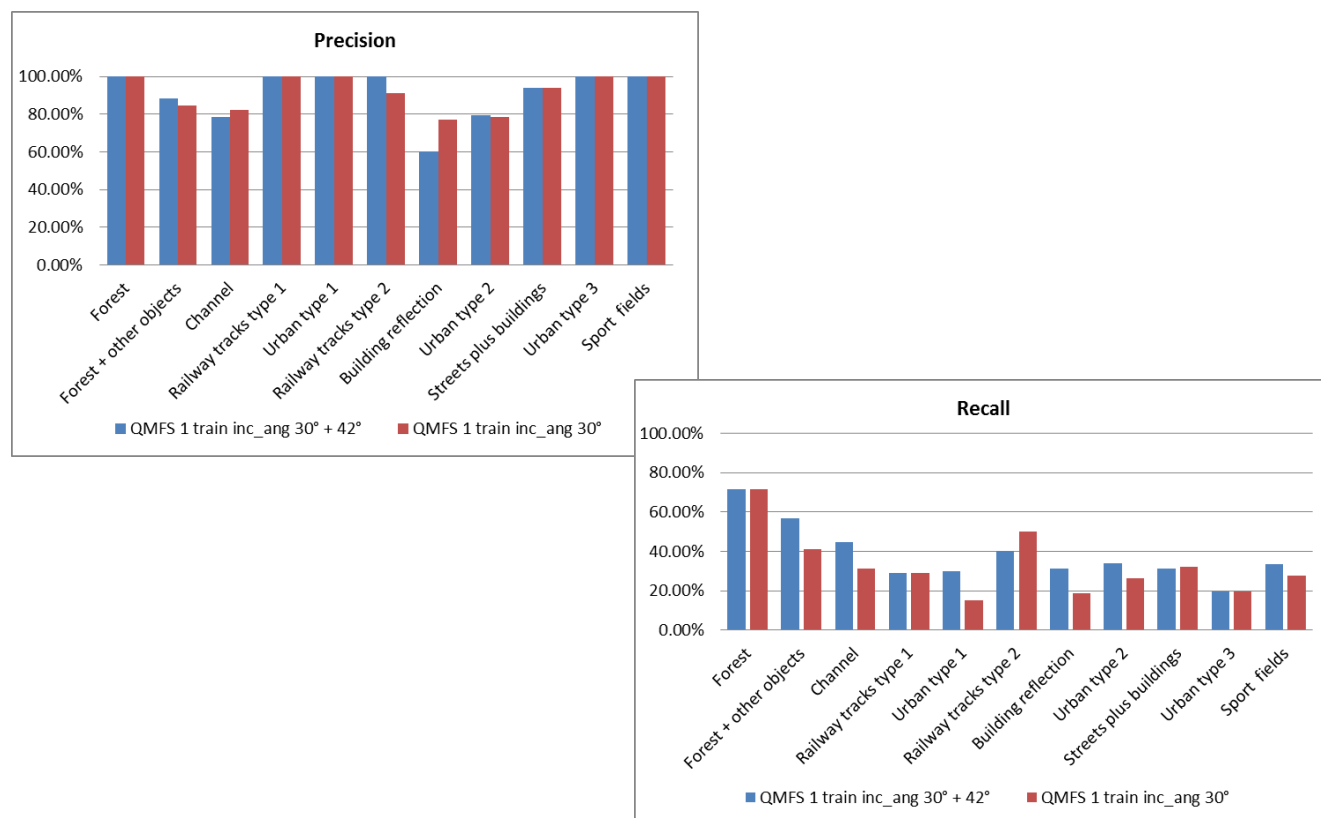 Precision
100.00%
80.00%
60.00%
40.00%
20.00%
0.00%
Forest
Forest + other objects
Channel
Railway tracks type 1
Urban type 1
Railway tracks type 2
Building reflection
Urban type 2
Streets plus buildings
Urban type 3
Sport fields
QMFS 1 train inc_ang 30° + 42° QMFS 1 train inc_ang 30°
Recall
100.00%
80.00%
60.00%
40.00%
20.00%
0.00%
Forest
Forest + other objects
Channel
Railway tracks type 1
Urban type 1
Railway tracks type 2
Building reflection
Urban type 2
Streets plus buildings
Urban type 3
Sport fields
QMFS 1 train inc_ang 30° + 42° QMFS 1 train inc_ang 30°